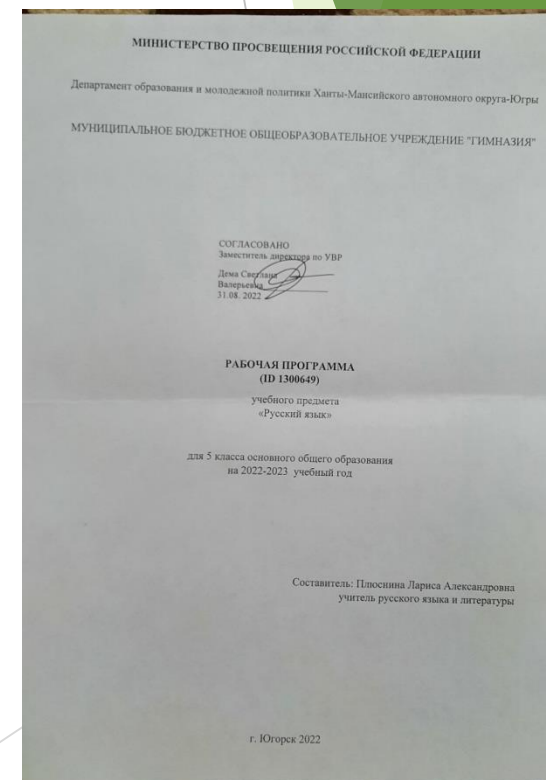 МИНИСТЕРСТВО ПРОСВЕЩЕНИЯ РОССИЙСКОЙ ФЕДЕРАЦИИ
Департамент образования и молодежной политики Ханты-Мансийского автономного округа-Югры
МУНИЦИПАЛЬНОЕ БЮДЖЕТНОЕ ОБЩЕОБРАЗОВАТЕЛЬНОЕ УЧРЕЖДЕНИЕ "ГИМНАЗИЯ"
СОГЛАСОВАНО
Заместитель директора по УВР
Дема Светлана
Валерьевна
31.08. 2022
РАБОЧАЯ ПРОГРАММА
(ID 1300649)
учебного предмета
«Русский язык»
для 5 класса основного общего образования
на 2022-2023 учебный год
Составитель: Плюснина Лариса Александровна
учитель русского языка и литературы
г. Югорск 2022